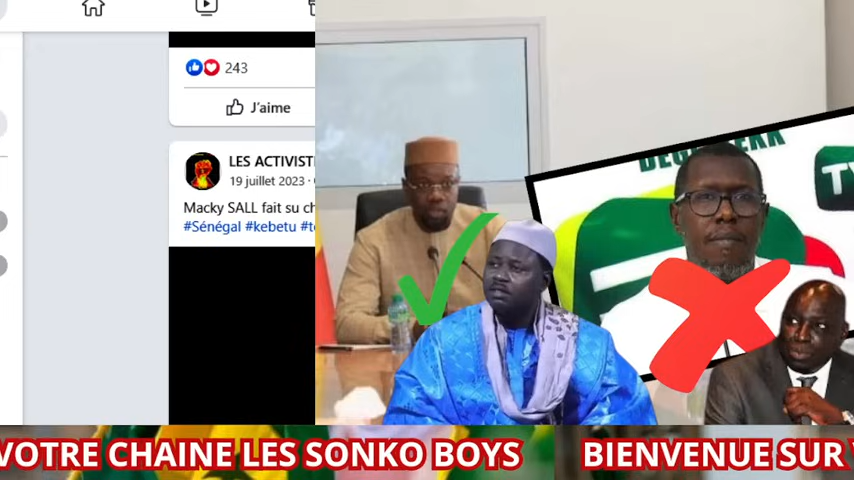 243
J'aime
LES ACTIVIST
19 juillet 2023 ·
Macky SALL fait su ch
#Sénégal #kebetu #t
VOTRE CHAINE LES SONKO BOYS
BIENVENUE SUR